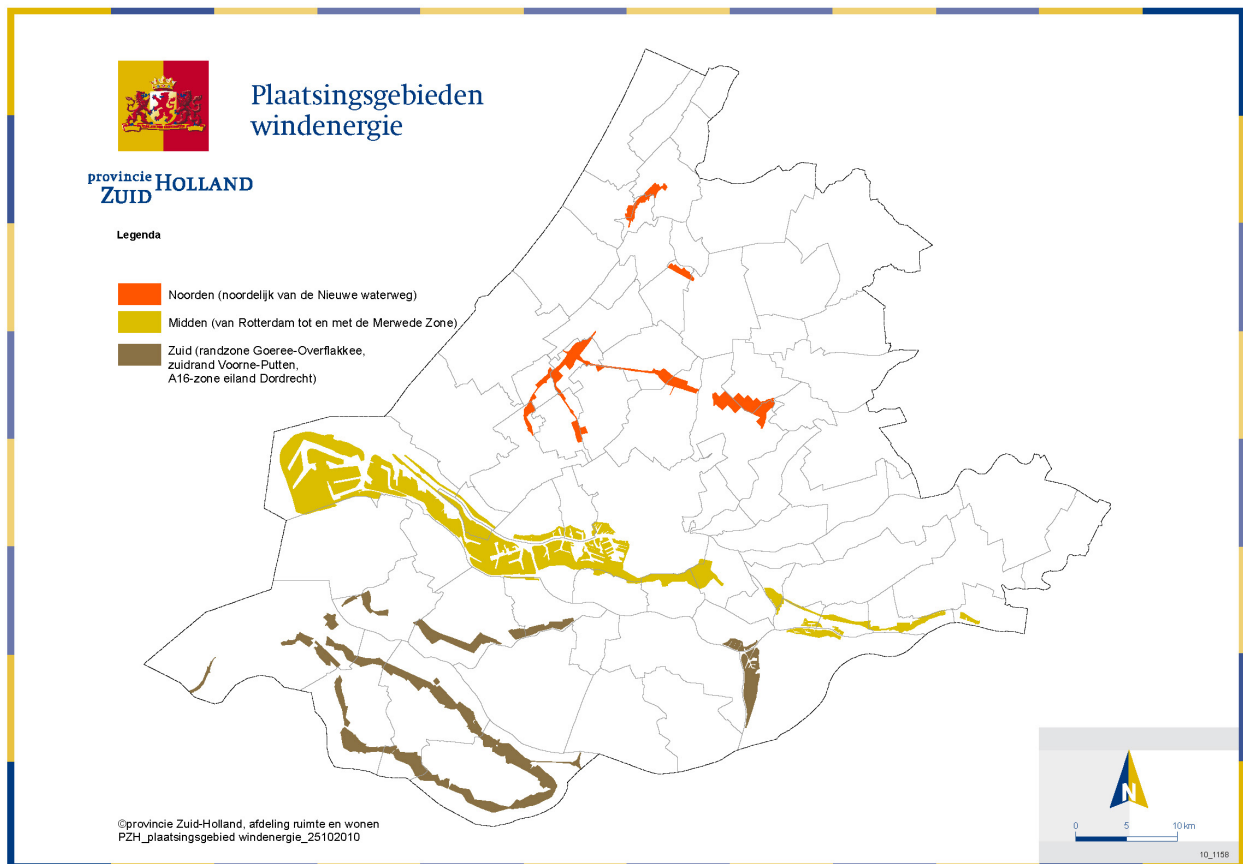 Plaatsingsgebieden
windenergie
provincie
ZUID HOLLAND
Legenda
Noorden (noordelijk van de Nieuwe waterweg)
Midden (van Rotterdam tot en met de Merwede Zone)
Zuid (randzone Goeree-Overflakkee,
zuidrand Voorne-Putten,
A16-zone eiland Dordrecht)
©provincie Zuid-Holland, afdeling ruimte en wonen
PZH_plaatsingsgebied windenergie_25102010
N
0 5 10 km
10_1158